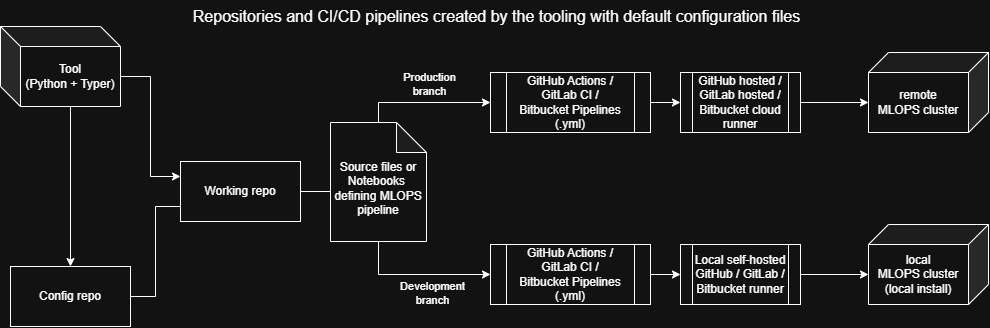 Repositories and CI/CD pipelines created by the tooling with default configuration files
Tool
(Python + Typer)
Config repo
Working repo
Source files or
Notebooks
defining MLOPS
pipeline
Production
branch
GitHub Actions /
GitLab CI /
Bitbucket Pipelines
(.yml)
GitHub hosted /
GitLab hosted /
Bitbucket cloud
runner
remote
MLOPS cluster
Development
branch
GitHub Actions /
GitLab CI /
Bitbucket Pipelines
(.yml)
Local self-hosted
GitHub / GitLab /
Bitbucket runner
local
MLOPS cluster
(local install)